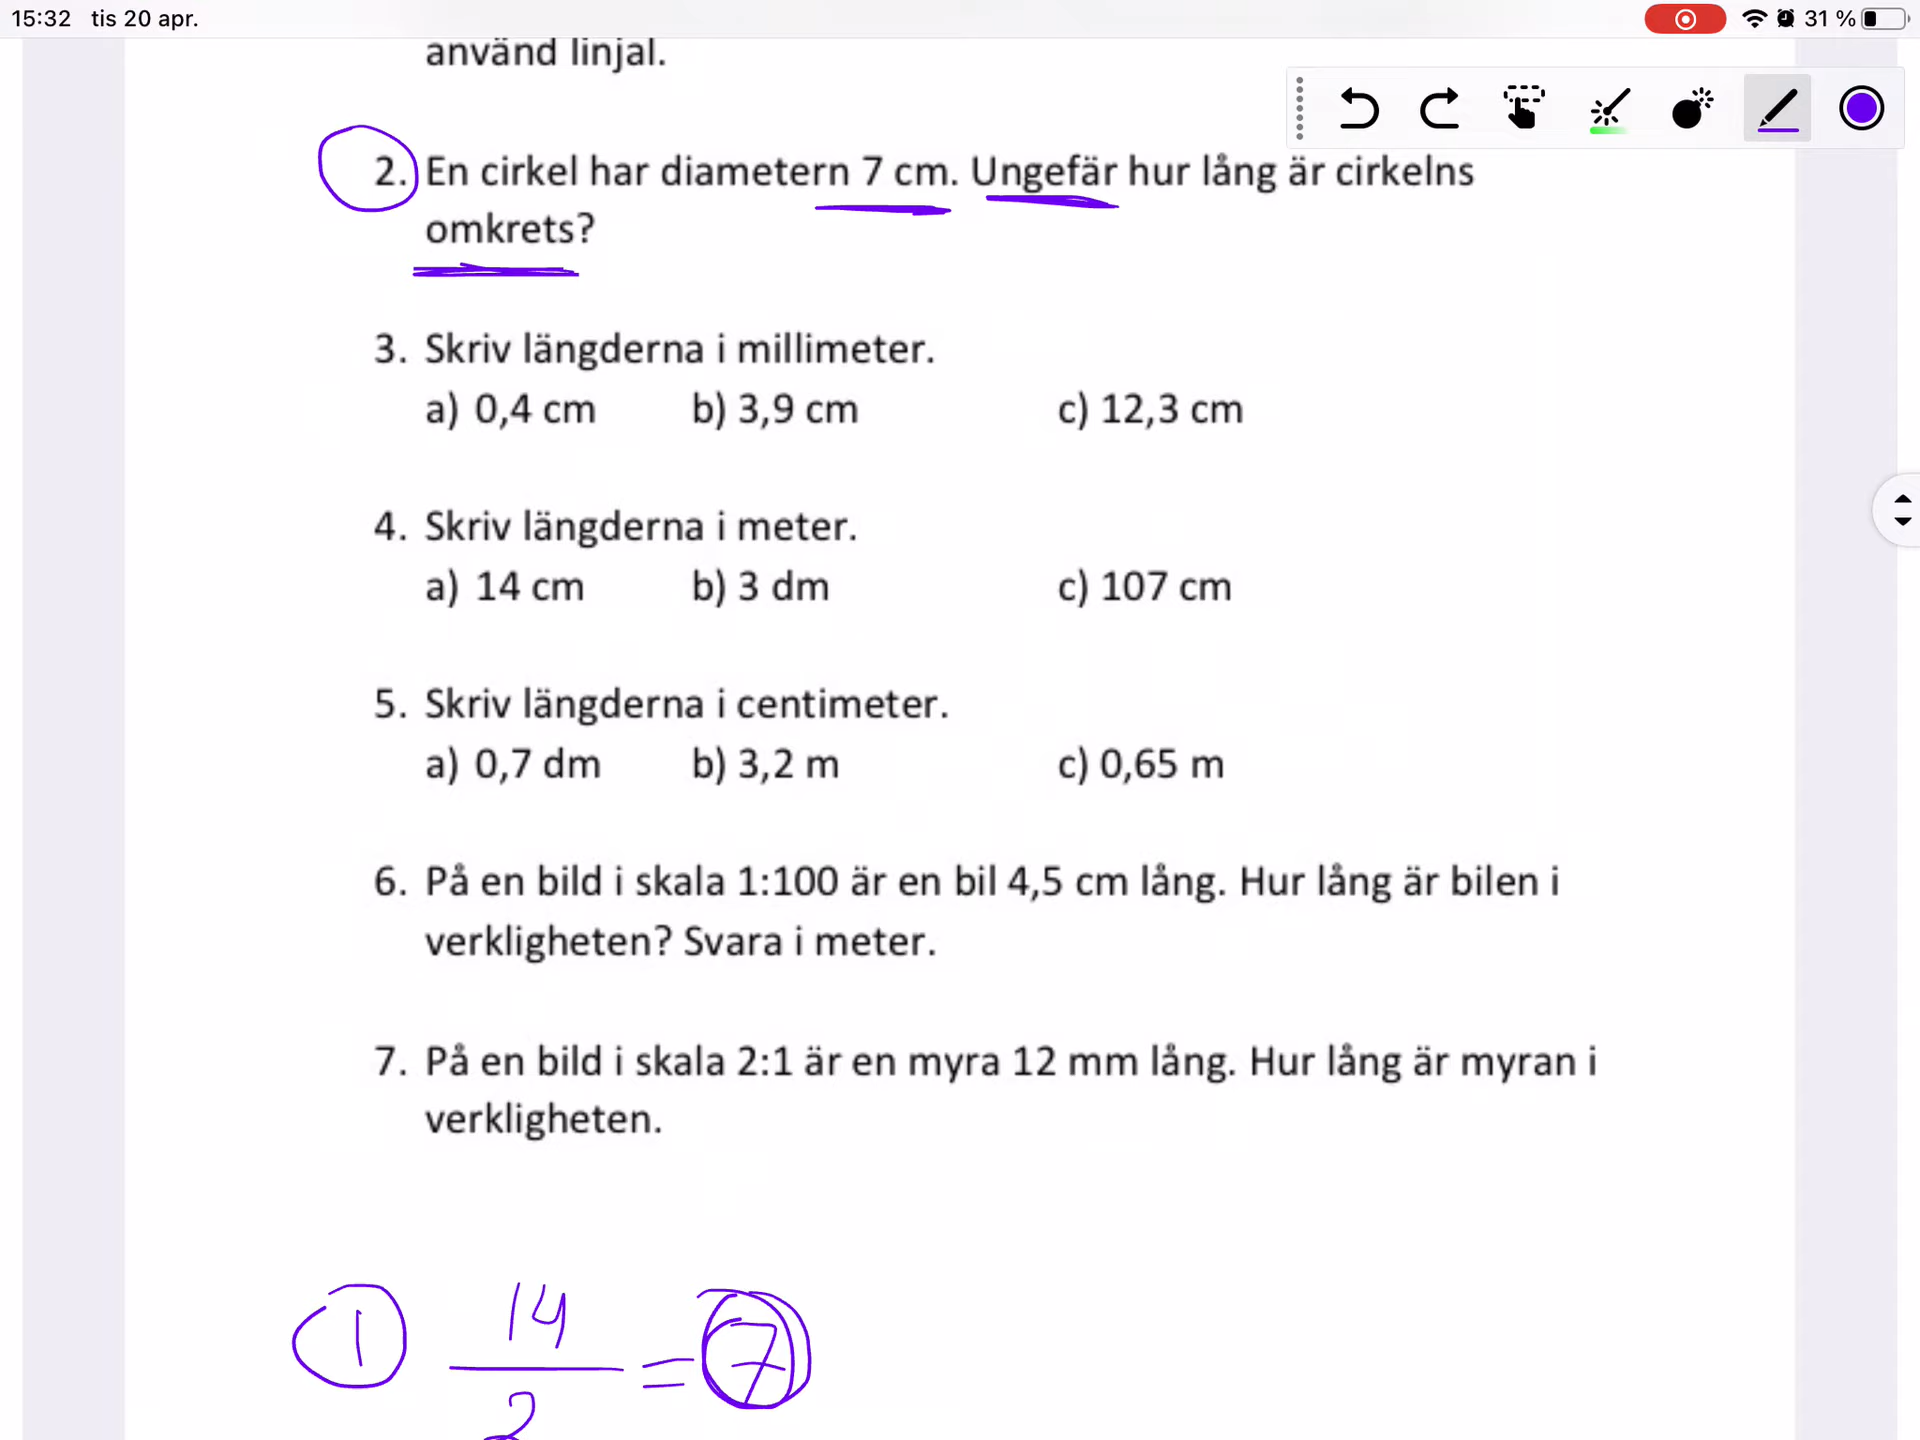 15:32 tis 20 apr. 31 %
använd linjal.
2. En cirkel har diametern 7 cm. Ungefär hur lång är cirkelns
omkrets?
3. Skriv längderna i millimeter.
a) 0,4 cm b) 3,9 cm c) 12,3 cm
4. Skriv längderna i meter.
a) 14 cm b) 3 dm c) 107 cm
5. Skriv längderna i centimeter.
a) 0,7 dm b) 3,2 m c) 0,65 m
6. På en bild i skala 1:100 är en bil 4,5 cm lång. Hur lång är bilen i
verkligheten? Svara i meter.
7. På en bild i skala 2:1 är en myra 12 mm lång. Hur lång är myran i
verkligheten.
14
1 = 7
2